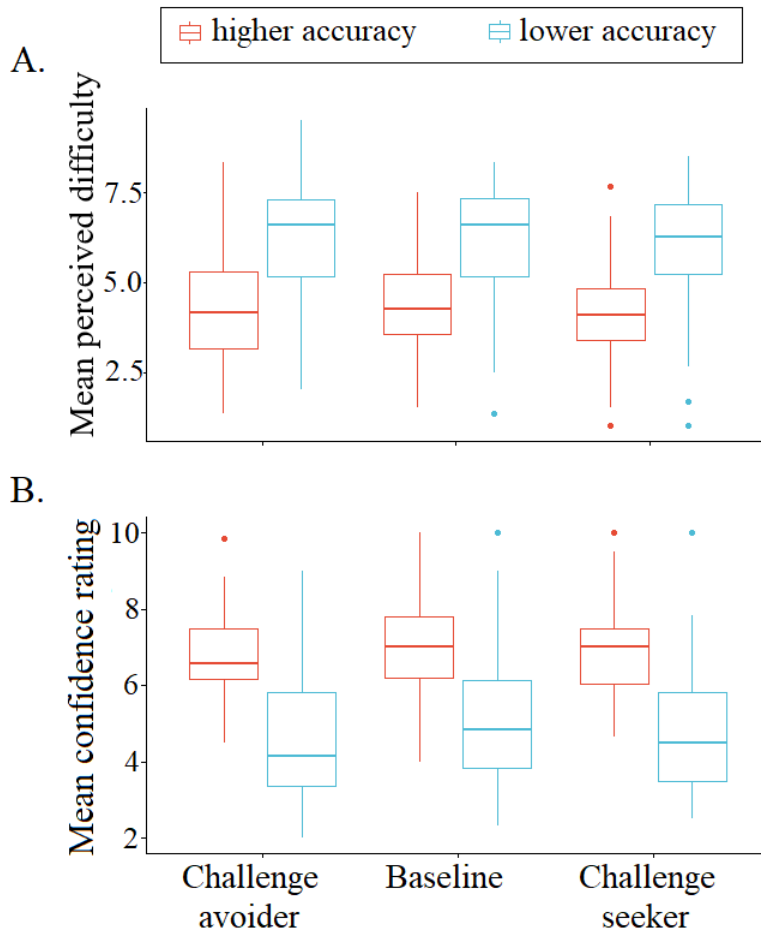 higher accuracy lower accuracy
A.
Mean perceived difficulty
7.5
5.0
2.5
B.
Mean confidence rating
10
8
6
4
2
Challenge avoider
Baseline
Challenge seeker